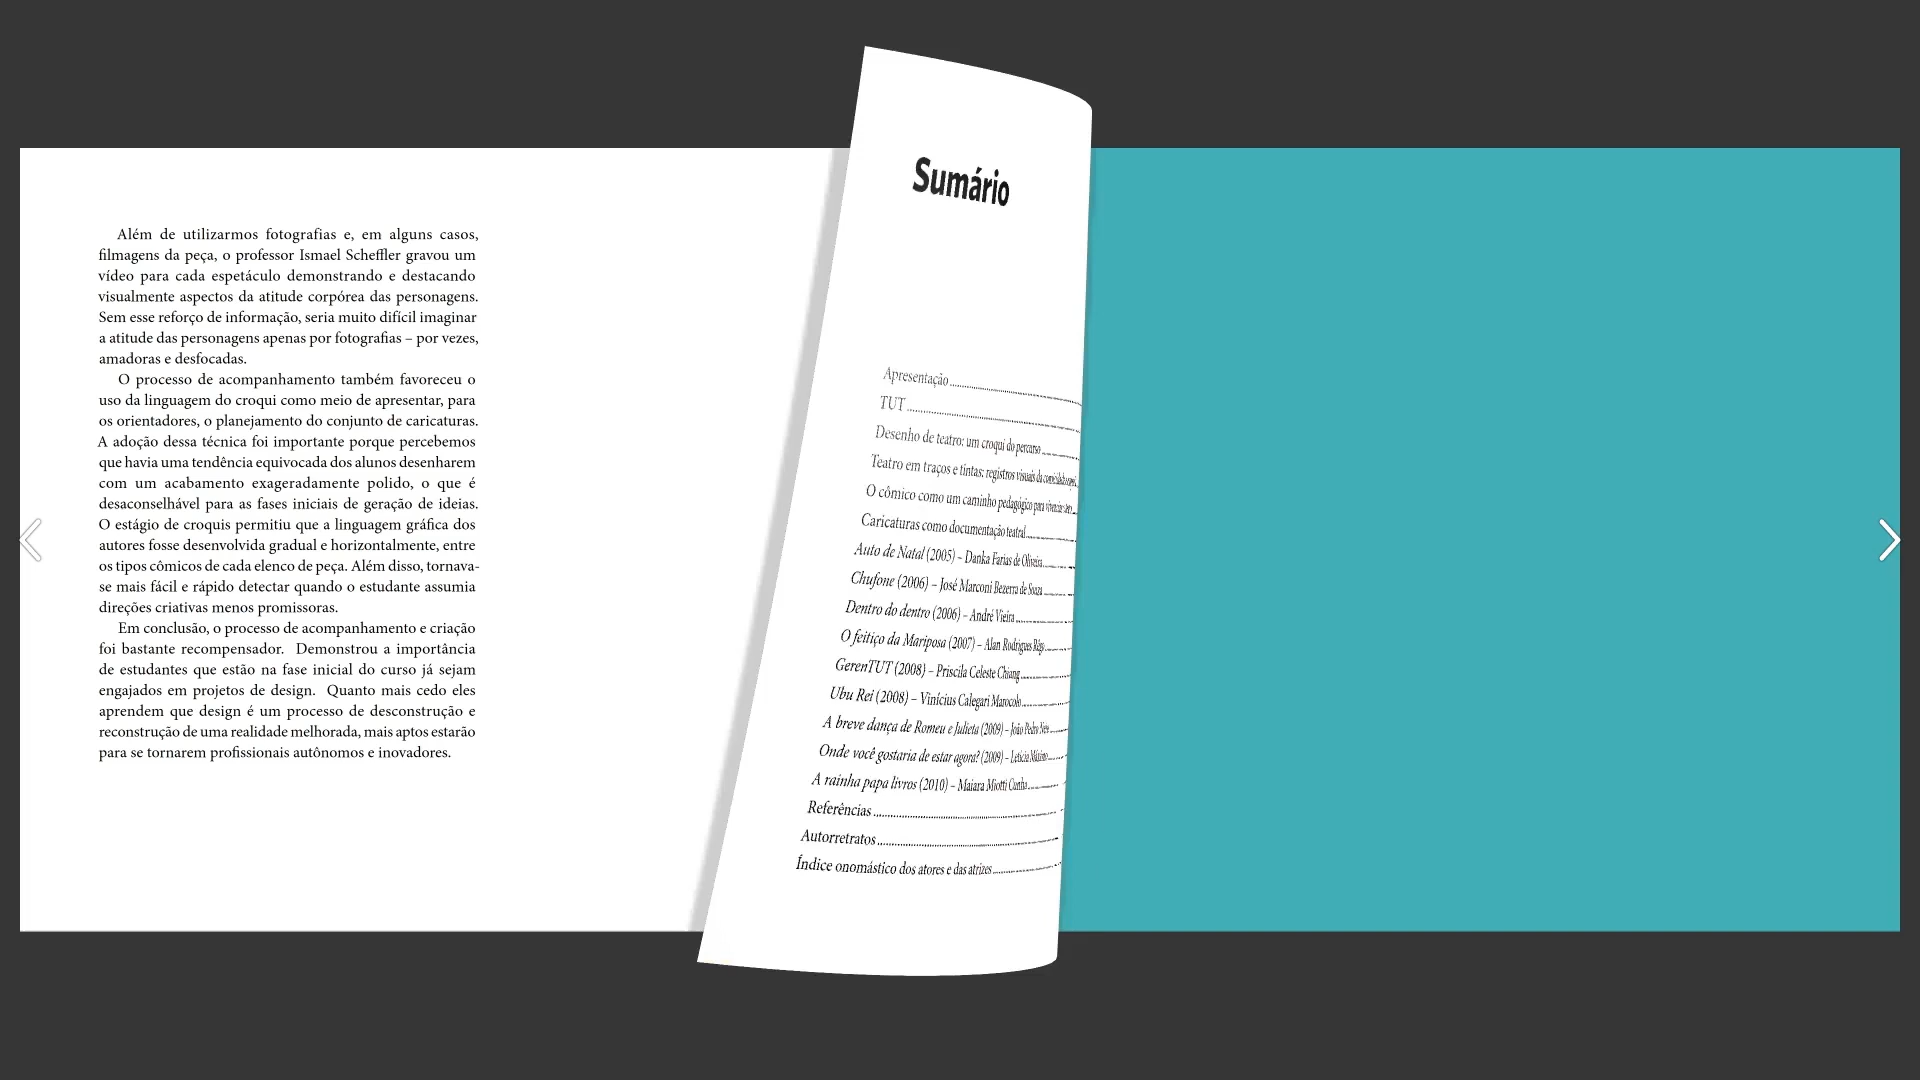 Além de utilizarmos fotografias e, em alguns casos,
filmagens da peça, o professor Ismael Scheffler gravou um
vídeo para cada espetáculo demonstrando e destacando
visualmente aspectos da atitude corpórea das personagens.
Sem esse reforço de informação, seria muito difícil imaginar
a atitude das personagens apenas por fotografias – por vezes,
amadoras e desfocadas.
O processo de acompanhamento também favoreceu o
uso da linguagem do croqui como meio de apresentar, para
os orientadores, o planejamento do conjunto de caricaturas.
A adoção dessa técnica foi importante porque percebemos
que havia uma tendência equivocada dos alunos desenharem
com um acabamento exageradamente polido, o que é
desaconselhável para as fases iniciais de geração de ideias.
O estágio de croquis permitiu que a linguagem gráfica dos
autores fosse desenvolvida gradual e horizontalmente, entre
os tipos cômicos de cada elenco de peça. Além disso, tornava-
se mais fácil e rápido detectar quando o estudante assumia
direções criativas menos promissoras.
Em conclusão, o processo de acompanhamento e criação
foi bastante recompensador. Demonstrou a importância
de estudantes que estão na fase inicial do curso já sejam
engajados em projetos de design. Quanto mais cedo eles
aprendem que design é um processo de desconstrução e
reconstrução de uma realidade melhorada, mais aptos estarão
para se tornarem profissionais autônomos e inovadores.
Sumário
Apresentação
TUT
Desenho de teatro: um croqui do percurso
Teatro em traços e tintas: registros visuais da
O cômico como um caminho pedagógico para
Caricaturas como documentação teatral
Auto de Natal (2005) – Danka Farias de Oliveira
Chufone (2006) – José Marconi Bezerra de Souza
Dentro do dentro (2006) – André Vieira
O feitiço da Mariposa (2007) – Alan Rodrigues Rêgo
GerenTUT (2008) – Priscila Celeste Chiang
Ubu Rei (2008) – Vinícius Calegari Marocolo
A breve dança de Romeu e Julieta (2009) – João Pedro Neto
Onde você gostaria de estar agora? (2009) – Letícia Máximo
A rainha papa livros (2010) – Maiara Miotti Cunha
Referências
Autorretratos
Índice onomástico dos atores e das atrizes